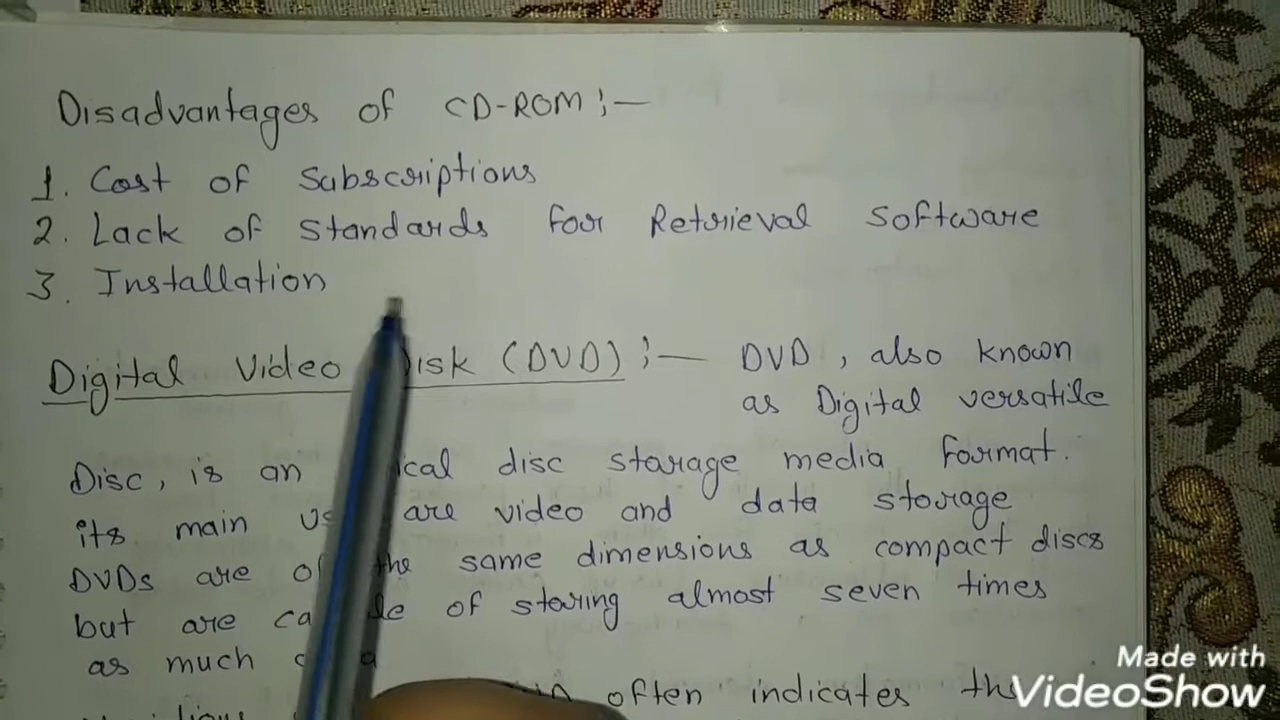 Disadvantages of CD-ROM :-
1. Cost of Subscriptions
2. Lack of Standards for Retrieval Software
3. Installation
Digital Video Disk (DVD) :- DVD, also known
as Digital versatile
Disc, is an disc storage media format.
its main are video and data storage
DVDs are of the same dimensions as compact discs
but are of storing almost seven times
as much
often indicates
Made with
VideoShow